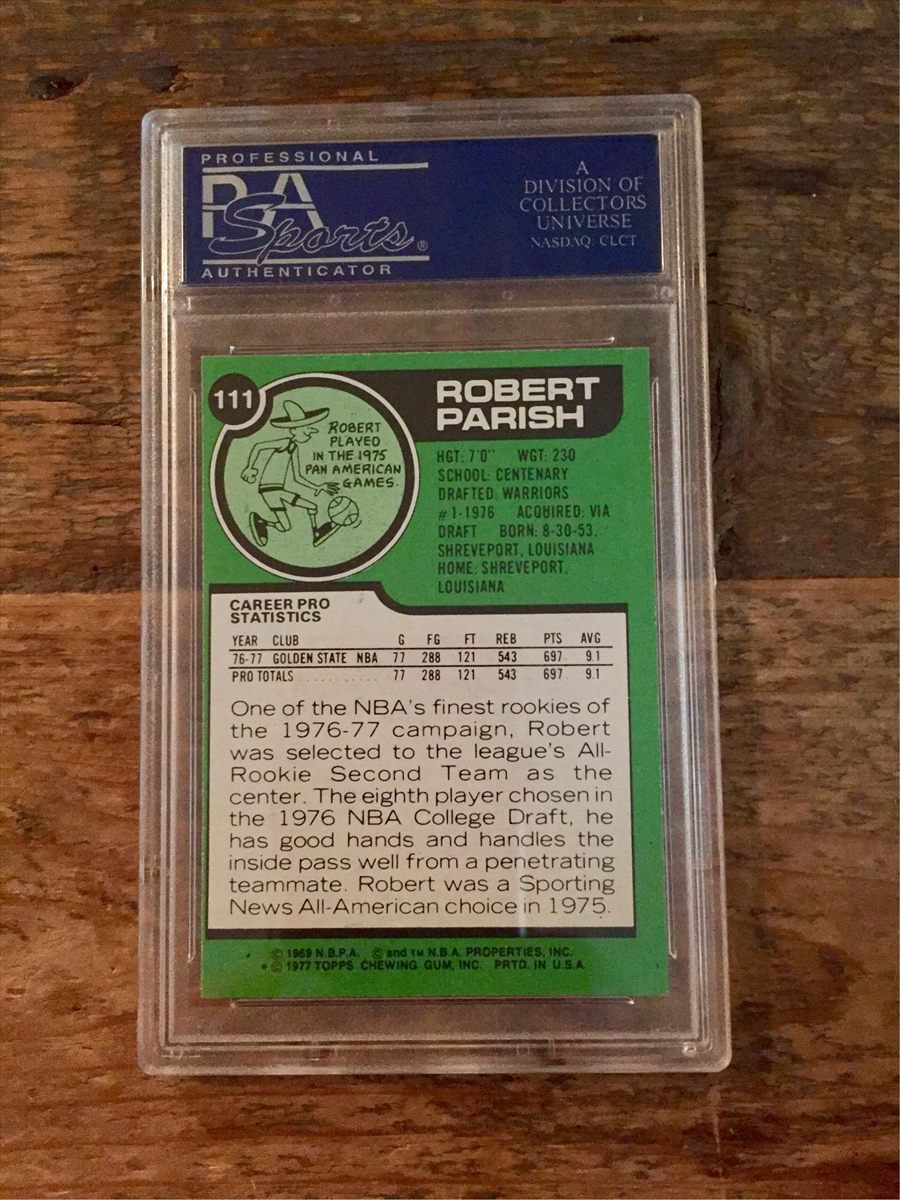 PROFESSIONAL
PSA
Sports®
AUTHENTICATOR
A
DIVISION OF
COLLECTORS
UNIVERSE
NASDAQ: CLCT
111
ROBERT
PLAYED
IN THE 1975
PAN AMERICAN
GAMES.
ROBERT
PARISH
HGT: 7'0" WGT: 230
SCHOOL: CENTENARY
DRAFTED: WARRIORS
#1-1976 ACQUIRED: VIA
DRAFT BORN: 8-30-53,
SHREVEPORT, LOUISIANA
HOME: SHREVEPORT,
LOUISIANA
CAREER PRO
STATISTICS
YEAR CLUB G FG FT REB PTS AVG
76-77 GOLDEN STATE NBA 77 288 121 543 697 9.1
PRO TOTALS .......... 77 288 121 543 697 9.1
One of the NBA's finest rookies of
the 1976-77 campaign, Robert
was selected to the league's All-
Rookie Second Team as the
center. The eighth player chosen in
the 1976 NBA College Draft, he
has good hands and handles the
inside pass well from a penetrating
teammate. Robert was a Sporting
News All-American choice in 1975.
© 1969 N.B.P.A. © and TM N.B.A. PROPERTIES, INC.
* © 1977 TOPPS CHEWING GUM, INC. PRTD. IN U.S.A.